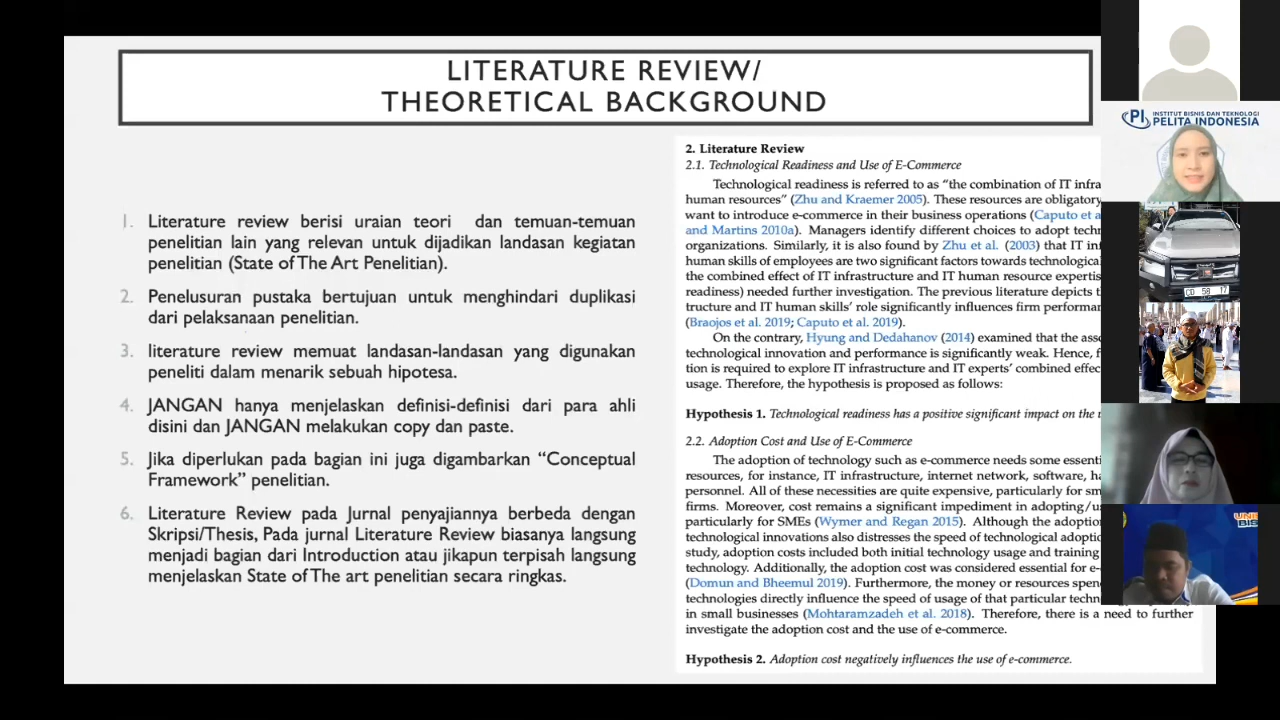 LITERATURE REVIEW/
THEORETICAL BACKGROUND
1. Literature review berisi uraian teori dan temuan-temuan
penelitian lain yang relevan untuk dijadikan landasan kegiatan
penelitian (State of The Art Penelitian).
2. Penelusuran pustaka bertujuan untuk menghindari duplikasi
dari pelaksanaan penelitian.
3. literature review memuat landasan-landasan yang digunakan
peneliti dalam menarik sebuah hipotesa.
4. JANGAN hanya menjelaskan definisi-definisi dari para ahli
disini dan JANGAN melakukan copy dan paste.
5. Jika diperlukan pada bagian ini juga digambarkan “Conceptual
Framework” penelitian.
6. Literature Review pada Jurnal penyajiannya berbeda dengan
Skripsi/Thesis, Pada jurnal Literature Review biasanya langsung
menjadi bagian dari Introduction atau jikapun terpisah langsung
menjelaskan State of The art penelitian secara ringkas.
2. Literature Review
2.1. Technological Readiness and Use of E-Commerce
Technological readiness is referred to as “the combination of IT infra
human resources” (Zhu and Kraemer 2005). These resources are obligatory
want to introduce e-commerce in their business operations (Caputo et a
and Martins 2010a). Managers identify different choices to adopt tech
organizations. Similarly, it is also found by Zhu et al. (2003) that IT in
human skills of employees are two significant factors towards technological
the combined effect of IT infrastructure and IT human resource expertis
readiness) needed further investigation. The previous literature depicts t
tructure and IT human skills’ role significantly influences firm performan
(Braojos et al. 2019; Caputo et al. 2019).
On the contrary, Hyung and Dedahanov (2014) examined that the asso
technological innovation and performance is significantly weak. Hence, f
tion is required to explore IT infrastructure and IT experts’ combined effec
usage. Therefore, the hypothesis is proposed as follows:
Hypothesis 1. Technological readiness has a positive significant impact on the u
2.2. Adoption Cost and Use of E-Commerce
The adoption of technology such as e-commerce needs some essenti
resources, for instance, IT infrastructure, internet network, software, ha
personnel. All of these necessities are quite expensive, particularly for sm
firms. Moreover, cost remains a significant impediment in adopting/u
particularly for SMEs (Wymer and Regan 2015). Although the adoptio
technological innovations also distresses the speed of technological adoptio
study, adoption costs included both initial technology usage and training
technology. Additionally, the adoption cost was considered essential for e-
(Domun and Bheemul 2019). Furthermore, the money or resources spen
technologies directly influence the speed of usage of that particular techn
in small businesses (Mohtaramzadeh et al. 2018). Therefore, there is a need to further
investigate the adoption cost and the use of e-commerce.
Hypothesis 2. Adoption cost negatively influences the use of e-commerce.
PI INSTITUT BISNIS DAN TEKNOLOGI
PELITA INDONESIA